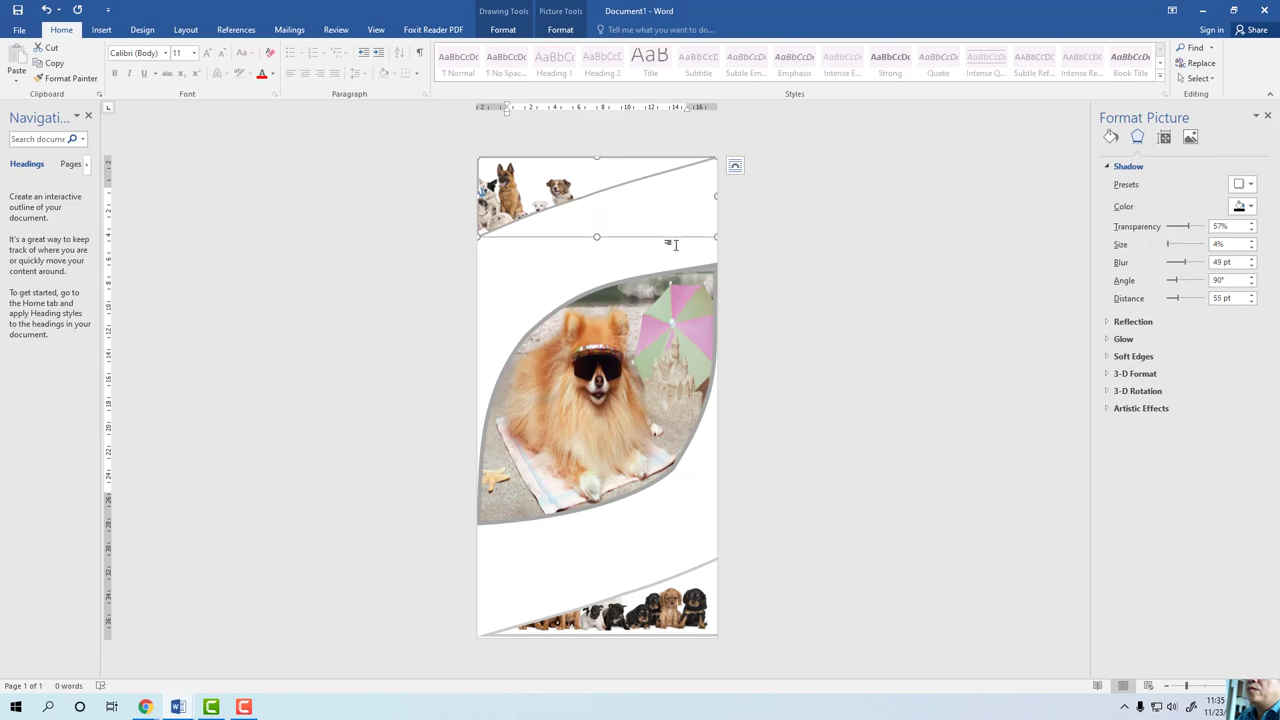 Drawing Tools
Picture Tools
Document1 - Word
File
Home
Insert
Design
Layout
References
Mailings
Review
View
Foxit Reader PDF
Format
Format
Tell me what you want to do...
Sign in
Share
Paste
Cut
Copy
Format Painter
Clipboard
Calibri (Body)
11
Font
Paragraph
AaBbCcDc
¶ Normal
AaBbCcDc
¶ No Spac...
AaBbCc
Heading 1
AaBbCcD
Heading 2
AaB
Title
AaBbCcD
Subtitle
AaBbCcDc
Subtle Em...
AaBbCcDc
Emphasis
AaBbCcDc
Intense E...
AaBbCcDc
Strong
AaBbCcDc
Quote
AaBbCcDc
Intense Q...
AaBbCcDc
Subtle Ref...
AaBbCcDc
Intense Re...
AaBbCcDc
Book Title
Styles
Find
Replace
Select
Editing
Navigati...
Search docume
Headings
Pages
Create an interactive
outline of your
document.
It's a great way to keep
track of where you are
or quickly move your
content around.
To get started, go to
the Home tab and
apply Heading styles
to the headings in your
document.
Format Picture
Shadow
Presets
Color
Transparency
57%
Size
4%
Blur
49 pt
Angle
90°
Distance
55 pt
Reflection
Glow
Soft Edges
3-D Format
3-D Rotation
Artistic Effects
Page 1 of 1
0 words
11:35
11/23/